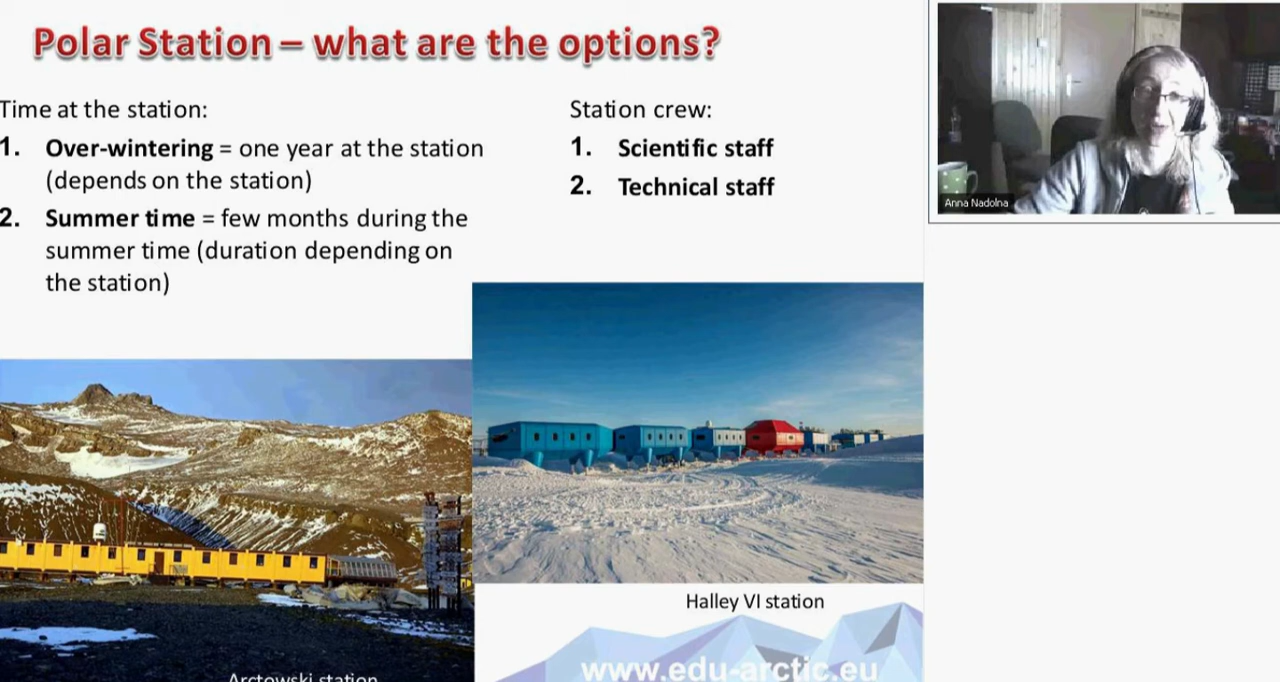 Polar Station – what are the options?
Time at the station:
1. Over-wintering = one year at the station
(depends on the station)
2. Summer time = few months during the
summer time (duration depending on
the station)
Station crew:
1. Scientific staff
2. Technical staff
Anna Nadolna
Halley VI station
Arctowski station
www.edu-arctic.eu